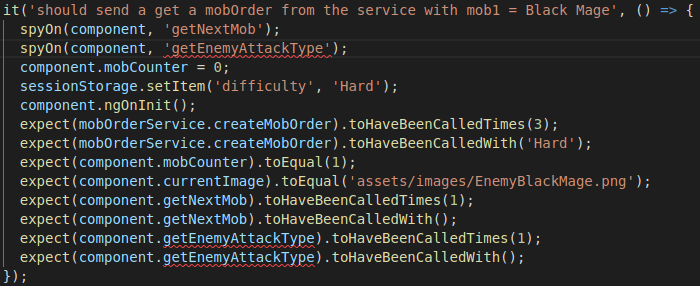 it('should send a get a mobOrder from the service with mob1 = Black Mage', () => {
  spyOn(component, 'getNextMob');
  spyOn(component, 'getEnemyAttackType');
  component.mobCounter = 0;
  sessionStorage.setItem('difficulty', 'Hard');
  component.ngOnInit();
  expect(mobOrderService.createMobOrder).toHaveBeenCalledTimes(3);
  expect(mobOrderService.createMobOrder).toHaveBeenCalledWith('Hard');
  expect(component.mobCounter).toEqual(1);
  expect(component.currentImage).toEqual('assets/images/EnemyBlackMage.png');
  expect(component.getNextMob).toHaveBeenCalledTimes(1);
  expect(component.getNextMob).toHaveBeenCalledWith();
  expect(component.getEnemyAttackType).toHaveBeenCalledTimes(1);
  expect(component.getEnemyAttackType).toHaveBeenCalledWith();
});